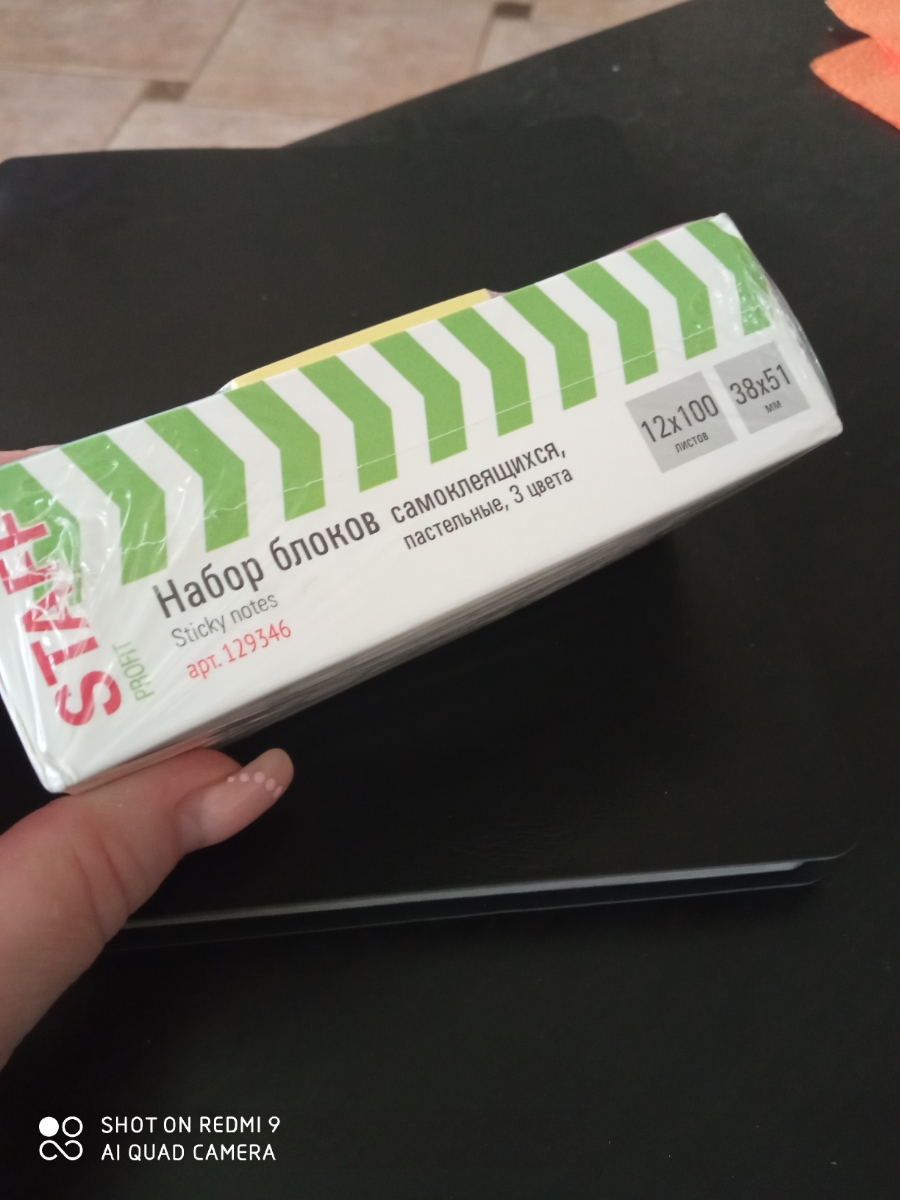 STAFF
PROFIT
Набор блоков самоклеящихся,
пастельные, 3 цвета
Sticky notes
арт. 129346
12x100
листов
38x51
мм
SHOT ON REDMI 9
AI QUAD CAMERA